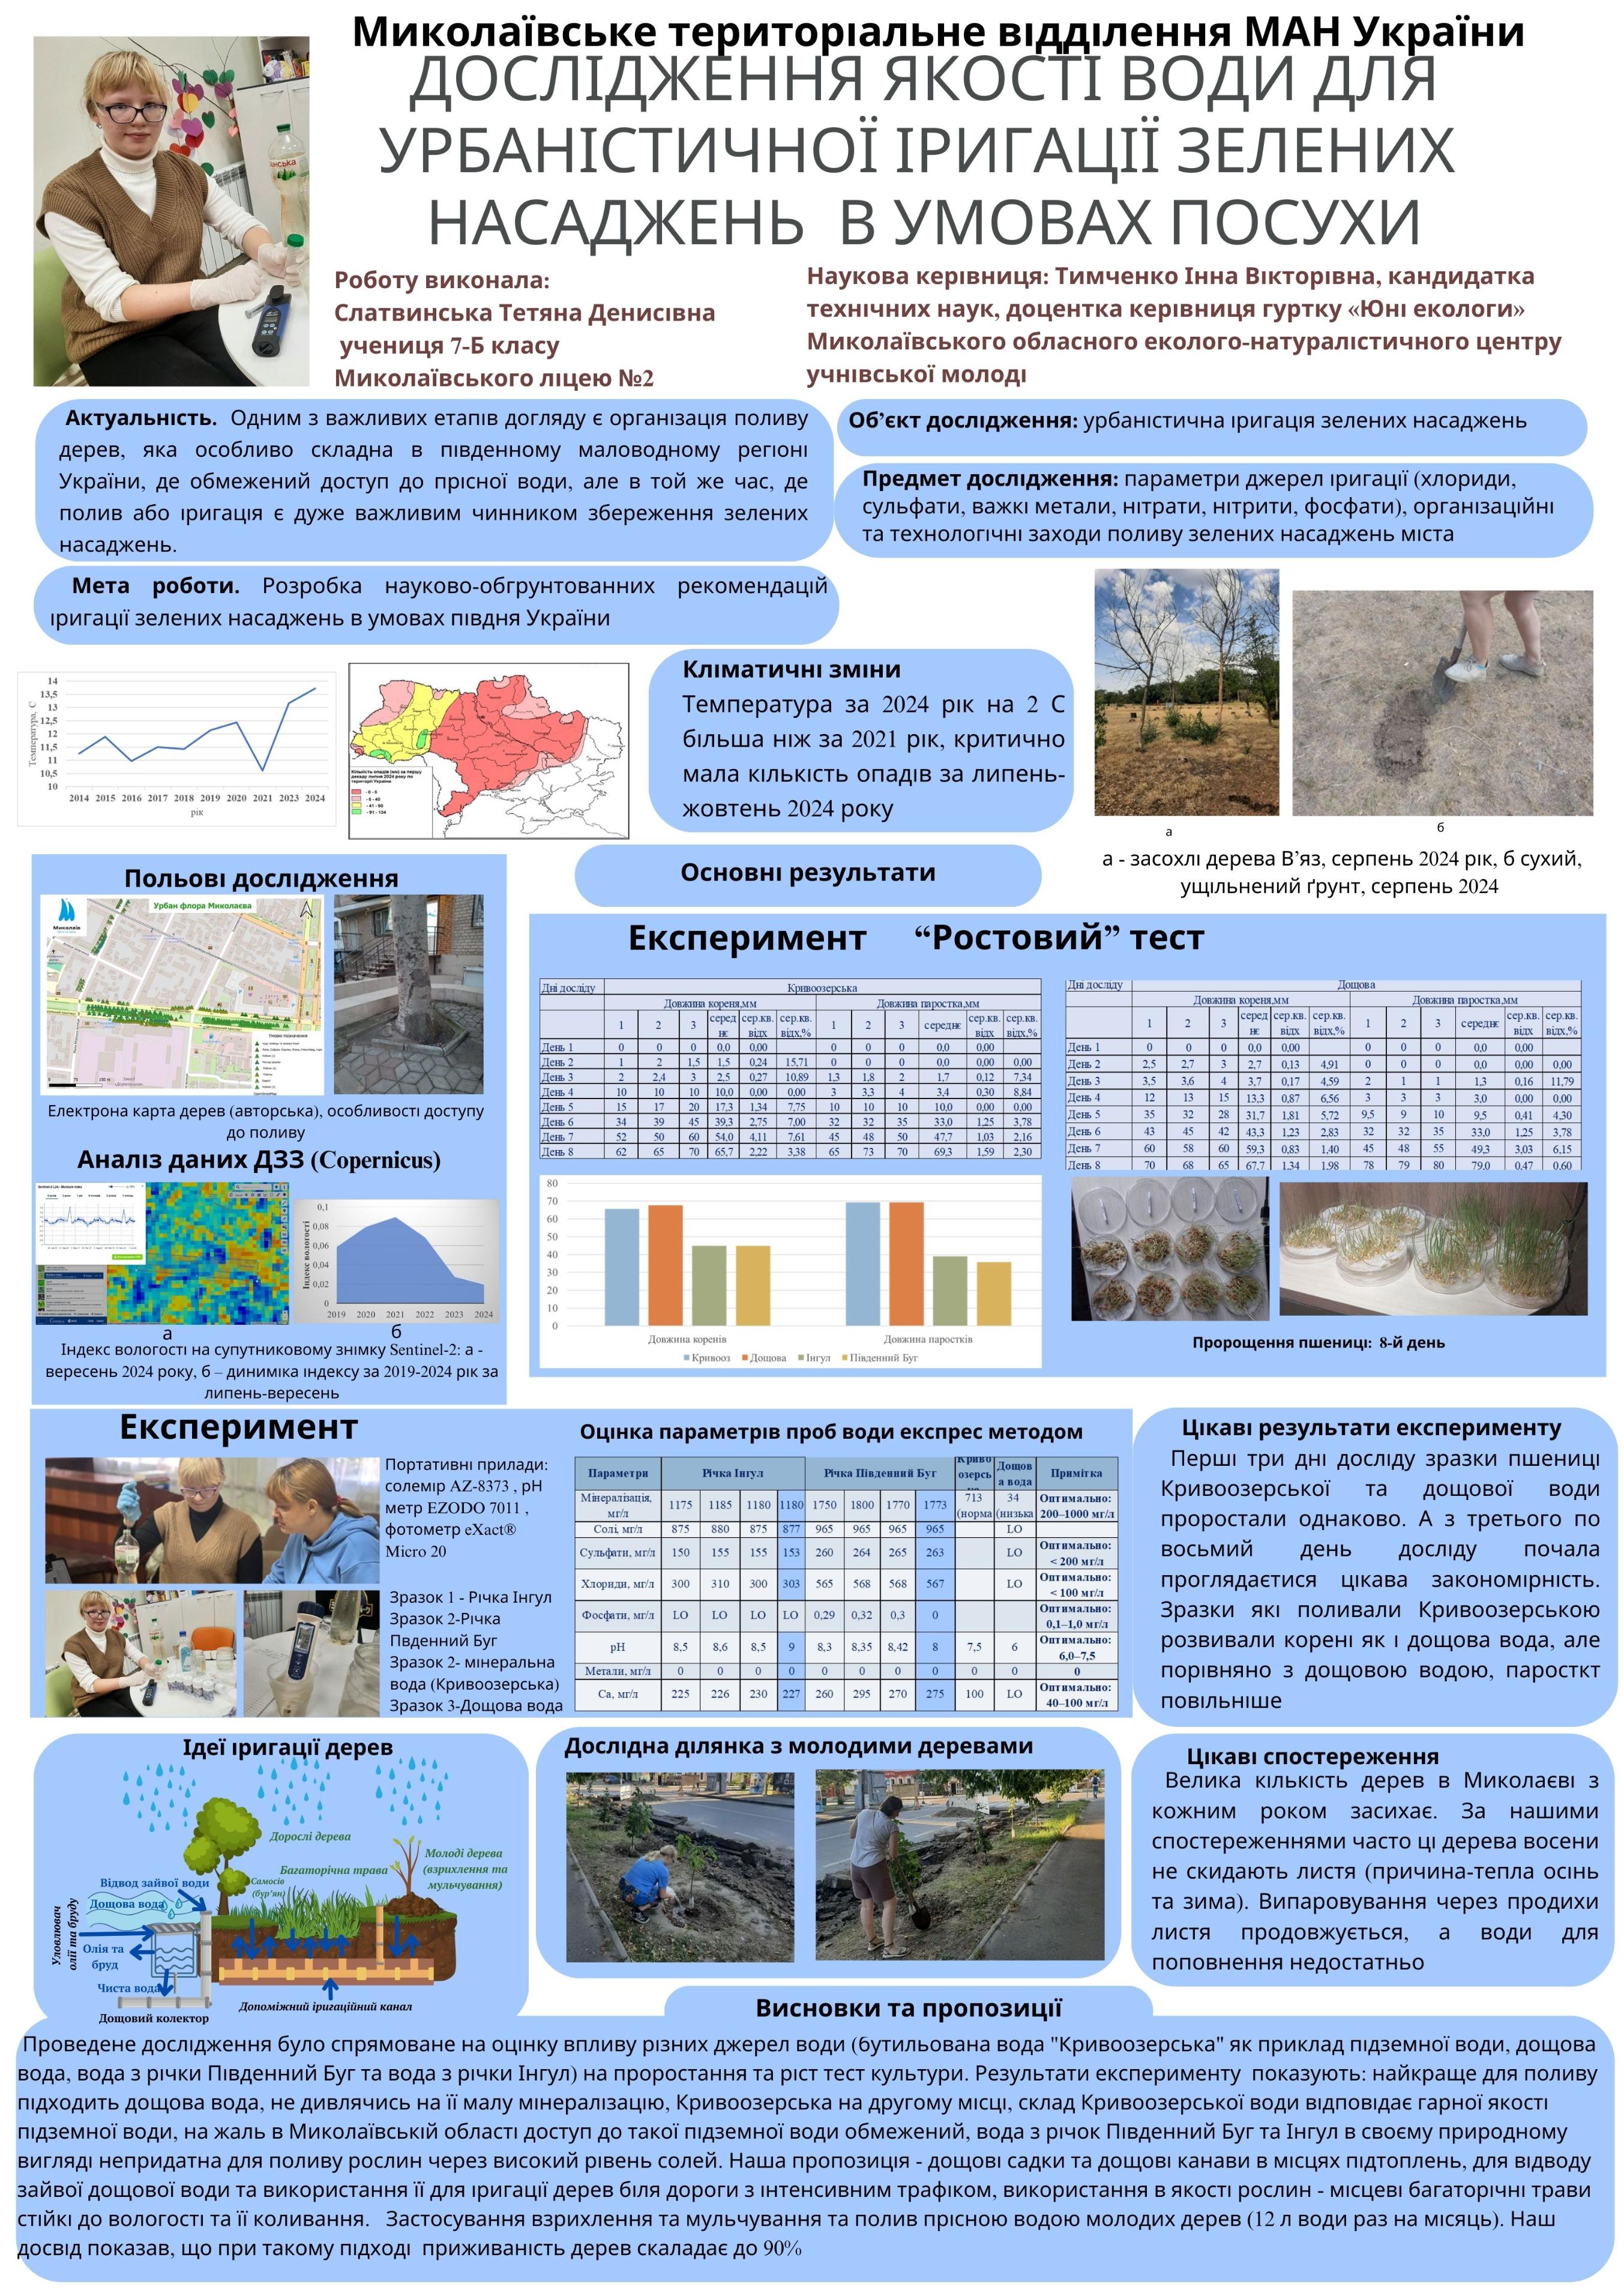 Миколаївське територіальне відділення МАН України
ДОСЛІДЖЕННЯ ЯКОСТІ ВОДИ ДЛЯ
УРБАНІСТИЧНОЇ ІРИГАЦІЇ ЗЕЛЕНИХ
НАСАДЖЕНЬ В УМОВАХ ПОСУХИ
Роботу виконала:
Слатвинська Тетяна Денисівна
учениця 7-Б класу
Миколаївського ліцею №2
Наукова керівниця: Тимченко Інна Вікторівна, кандидатка
технічних наук, доцентка керівниця гуртку «Юні екологи»
Миколаївського обласного еколого-натуралістичного центру
учнівської молоді
Актуальність. Одним з важливих етапів догляду є організація поливу
дерев, яка особливо складна в південному маловодному регіоні
України, де обмежений доступ до прісної води, але в той же час, де
полив або іригація є дуже важливим чинником збереження зелених
насаджень.
Об’єкт дослідження: урбаністична іригація зелених насаджень
Предмет дослідження: параметри джерел іригації (хлориди,
сульфати, важкі метали, нітрати, нітрити, фосфати), організаційні
та технологічні заходи поливу зелених насаджень міста
Мета роботи. Розробка науково-обгрунтованних рекомендацій
іригації зелених насаджень в умовах півдня України
Температура, С
14
13,5
13
12,5
12
11,5
11
10,5
10
2014 2015 2016 2017 2018 2019 2020 2021 2023 2024
рік
Кількість опадів (мм) за першу
декаду липня 2024 року по
території України
- 0 - 5
- 6 - 40
- 41 - 90
- 91 - 134
Кліматичні зміни
Температура за 2024 рік на 2 С
більша ніж за 2021 рік, критично
мала кількість опадів за липень-
жовтень 2024 року
а
б
а - засохлі дерева В’яз, серпень 2024 рік, б сухий,
ущільнений ґрунт, серпень 2024
Основні результати
Польові дослідження
Миколаїв
Урбан флора Миколаєва
Електрона карта дерев (авторська), особливості доступу
до поливу
Аналіз даних ДЗЗ (Copernicus)
Індекс вологості
0,1
0,08
0,06
0,04
0,02
0
2019 2020 2021 2022 2023 2024
а
б
Індекс вологості на супутниковому знімку Sentinel-2: а -
вересень 2024 року, б – диниміка індексу за 2019-2024 рік за
липень-вересень
Експеримент “Ростовий” тест
Дні досліду Кривоозерська
Довжина кореня,мм Довжина паростка,мм
1 2 3 середнє сер.кв.відх сер.кв.відх,% 1 2 3 середнє сер.кв.відх сер.кв.відх,%
День 1 0 0 0 0,0 0,00 0 0 0 0,0 0,00
День 2 1 2 1,5 1,5 0,24 15,71 0 0 0 0,0 0,00 0,00
День 3 2 2,4 3 2,5 0,27 10,89 1,3 1,8 2 1,7 0,12 7,34
День 4 10 10 10 10,0 0,00 0,00 3 3,3 4 3,4 0,30 8,84
День 5 15 17 20 17,3 1,34 7,75 10 10 10 10,0 0,00 0,00
День 6 34 39 45 39,3 2,75 7,00 32 32 35 33,0 1,25 3,78
День 7 52 50 60 54,0 4,11 7,61 45 48 50 47,7 1,03 2,16
День 8 62 65 70 65,7 2,22 3,38 65 73 70 69,3 1,59 2,30
Дні досліду Дощова
Довжина кореня,мм Довжина паростка,мм
1 2 3 середнє сер.кв.відх сер.кв.відх,% 1 2 3 середнє сер.кв.відх сер.кв.відх,%
День 1 0 0 0 0,0 0,00 0 0 0 0,0 0,00
День 2 2,5 2,7 3 2,7 0,13 4,91 0 0 0 0,0 0,00 0,00
День 3 3,5 3,6 4 3,7 0,17 4,59 2 1 1 1,3 0,16 11,79
День 4 12 13 15 13,3 0,87 6,56 3 3 3 3,0 0,00 0,00
День 5 35 32 28 31,7 1,81 5,72 9,5 9 10 9,5 0,41 4,30
День 6 43 45 42 43,3 1,23 2,83 32 32 35 33,0 1,25 3,78
День 7 60 58 60 59,3 0,83 1,40 45 48 55 49,3 3,03 6,15
День 8 70 68 65 67,7 1,34 1,98 78 79 80 79,0 0,47 0,60
80
70
60
50
40
30
20
10
0
Довжина коренів Довжина паростків
Кривооз Дощова Інгул Південний Буг
Пророщення пшениці: 8-й день
Експеримент
Портативні прилади:
солемір AZ-8373 , pH
метр EZODO 7011 ,
фотометр eXact®
Micro 20
Зразок 1 - Річка Інгул
Зразок 2-Річка
Пвденний Буг
Зразок 2- мінеральна
вода (Кривоозерська)
Зразок 3-Дощова вода
Оцінка параметрів проб води експрес методом
Параметри Річка Інгул Річка Південний Буг Дощова вода Примітка
Мінералізація, мг/л 1175 1185 1180 1180 1750 1800 1770 1773 713 (норма 34 (низька Оптимально: 200–1000 мг/л
Солі, мг/л 875 880 875 877 965 965 965 965 LO
Сульфати, мг/л 150 155 155 153 260 264 265 263 LO Оптимально: < 200 мг/л
Хлориди, мг/л 300 310 300 303 565 568 568 567 LO Оптимально: < 100 мг/л
Фосфати, мг/л LO LO LO LO 0,29 0,32 0,3 0 Оптимально: 0,1–1,0 мг/л
pH 8,5 8,6 8,5 9 8,3 8,35 8,42 8 7,5 6 Оптимально: 6,0–7,5
Метали, мг/л 0 0 0 0 0 0 0 0 0 0 0
Ca, мг/л 225 226 230 227 260 295 270 275 100 LO Оптимально: 40–100 мг/л
Цікаві результати експерименту
Перші три дні досліду зразки пшениці
Кривоозерської та дощової води
проростали однаково. А з третього по
восьмий день досліду почала
проглядаєтися цікава закономірність.
Зразки які поливали Кривоозерською
розвивали корені як і дощова вода, але
порівняно з дощовою водою, паросткт
повільніше
Ідеї іригації дерев
Дорослі дерева
Молоді дерева
(взрихлення та
мульчування)
Багаторічна трава
Самосів
(бур’ян)
Відвод зайвої води
Дощова вода
Уловлювач
олії та бруду
Олія та
бруд
Чиста вода
Дощовий колектор
Допоміжний іригаційний канал
Дослідна ділянка з молодими деревами
Цікаві спостереження
Велика кількість дерев в Миколаєві з
кожним роком засихає. За нашими
спостереженнями часто ці дерева восени
не скидають листя (причина-тепла осінь
та зима). Випаровування через продихи
листя продовжується, а води для
поповнення недостатньо
Висновки та пропозиції
Проведене дослідження було спрямоване на оцінку впливу різних джерел води (бутильована вода "Кривоозерська" як приклад підземної води, дощова
вода, вода з річки Південний Буг та вода з річки Інгул) на проростання та ріст тест культури. Результати експерименту показують: найкраще для поливу
підходить дощова вода, не дивлячись на її малу мінералізацію, Кривоозерська на другому місці, склад Кривоозерської води відповідає гарної якості
підземної води, на жаль в Миколаївській області доступ до такої підземної води обмежений, вода з річок Південний Буг та Інгул в своєму природному
вигляді непридатна для поливу рослин через високий рівень солей. Наша пропозиція - дощові садки та дощові канави в місцях підтоплень, для відводу
зайвої дощової води та використання її для іригації дерев біля дороги з інтенсивним трафіком, використання в якості рослин - місцеві багаторічні трави
стійкі до вологості та її коливання. Застосування взрихлення та мульчування та полив прісною водою молодих дерев (12 л води раз на місяць). Наш
досвід показав, що при такому підході приживаність дерев скаладає до 90%